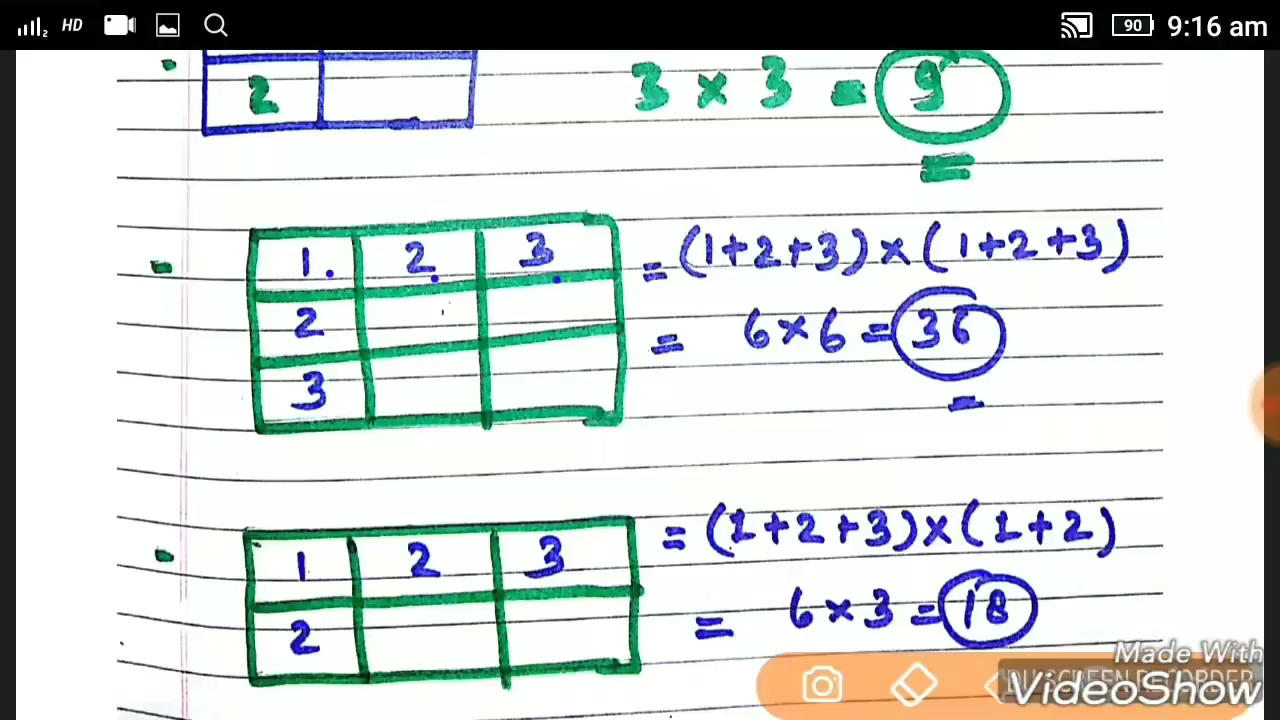 HD 90 9:16 am
2
3 × 3 = 9
1. 2. 3. = (1+2+3)×(1+2+3)
2 = 6×6 = 36
3
1 2 3 = (1+2+3)×(1+2)
2 = 6×3 = 18
Made With
VideoShow